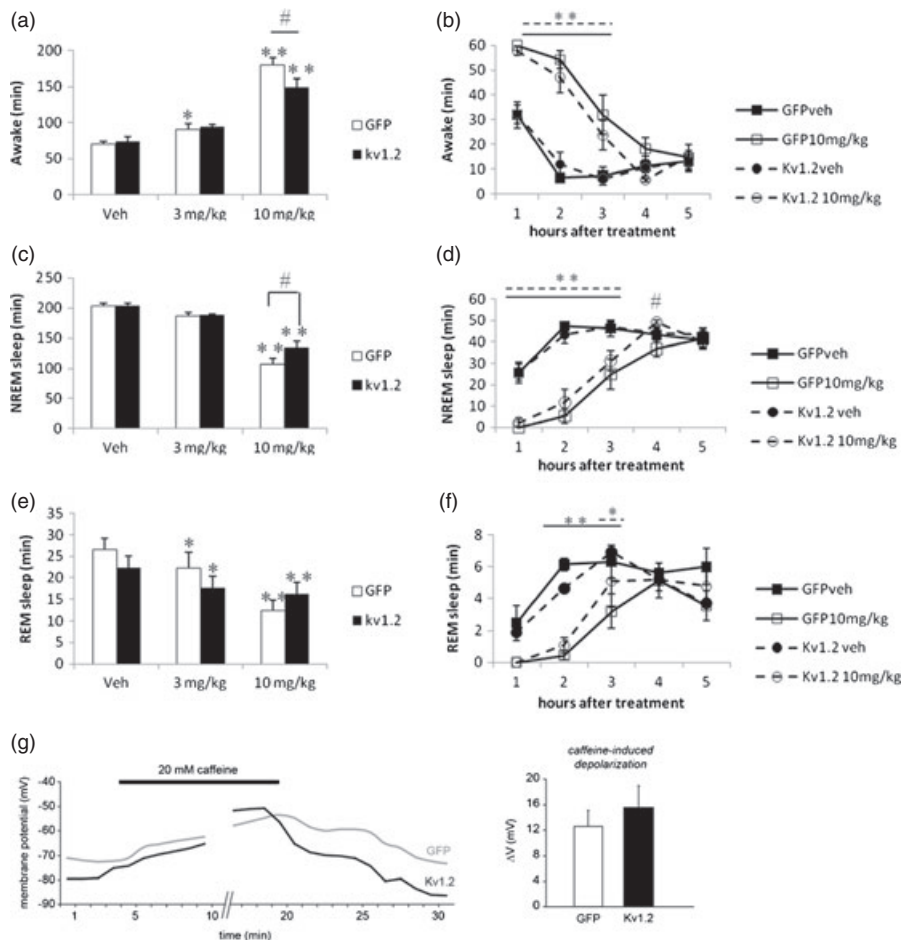 (a)
Awake (min)
200
150
100
50
0
Veh
3 mg/kg
10 mg/kg
*
**
**
#
GFP
kv1.2
(b)
Awake (min)
60
50
40
30
20
10
0
1 2 3 4 5
hours after treatment
**
GFPveh
GFP10mg/kg
Kv1.2veh
Kv1.2 10mg/kg
(c)
NREM sleep (min)
250
200
150
100
50
0
Veh
3 mg/kg
10 mg/kg
**
**
#
GFP
kv1.2
(d)
NREM sleep (min)
60
50
40
30
20
10
0
1 2 3 4 5
hours after treatment
**
#
GFPveh
GFP10mg/kg
Kv1.2 veh
Kv1.2 10mg/kg
(e)
REM sleep (min)
35
30
25
20
15
10
5
0
Veh
3 mg/kg
10 mg/kg
*
*
**
**
GFP
kv1.2
(f)
REM sleep (min)
8
6
4
2
0
1 2 3 4 5
hours after treatment
**
*
GFPveh
GFP10mg/kg
Kv1.2 veh
Kv1.2 10mg/kg
(g)
20 mM caffeine
membrane potential (mV)
-40
-50
-60
-70
-80
-90
1 5 10 20 25 30
time (min)
GFP
Kv1.2
caffeine-induced
depolarization
ΔV (mV)
20
16
12
8
4
0
GFP
Kv1.2